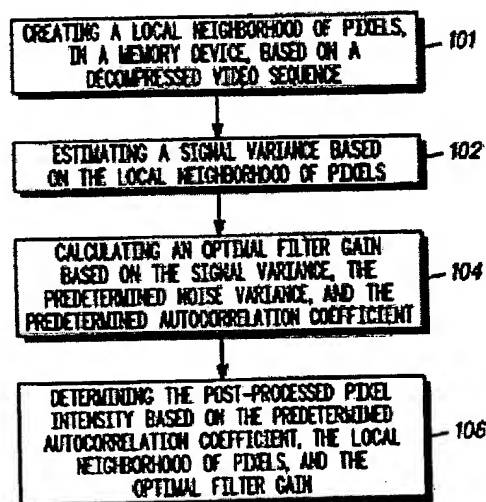 CREATING A LOCAL NEIGHBORHOOD OF PIXELS,
IN A MEMORY DEVICE, BASED ON A
DECOMPRESSED VIDEO SEQUENCE
101
ESTIMATING A SIGNAL VARIANCE BASED
ON THE LOCAL NEIGHBORHOOD OF PIXELS
102
CALCULATING AN OPTIMAL FILTER GAIN
BASED ON THE SIGNAL VARIANCE, THE
PREDETERMINED NOISE VARIANCE, AND THE
PREDETERMINED AUTOCORRELATION COEFFICIENT
104
DETERMINING THE POST-PROCESSED PIXEL
INTENSITY BASED ON THE PREDETERMINED
AUTOCORRELATION COEFFICIENT, THE LOCAL
NEIGHBORHOOD OF PIXELS, AND THE
OPTIMAL FILTER GAIN
106